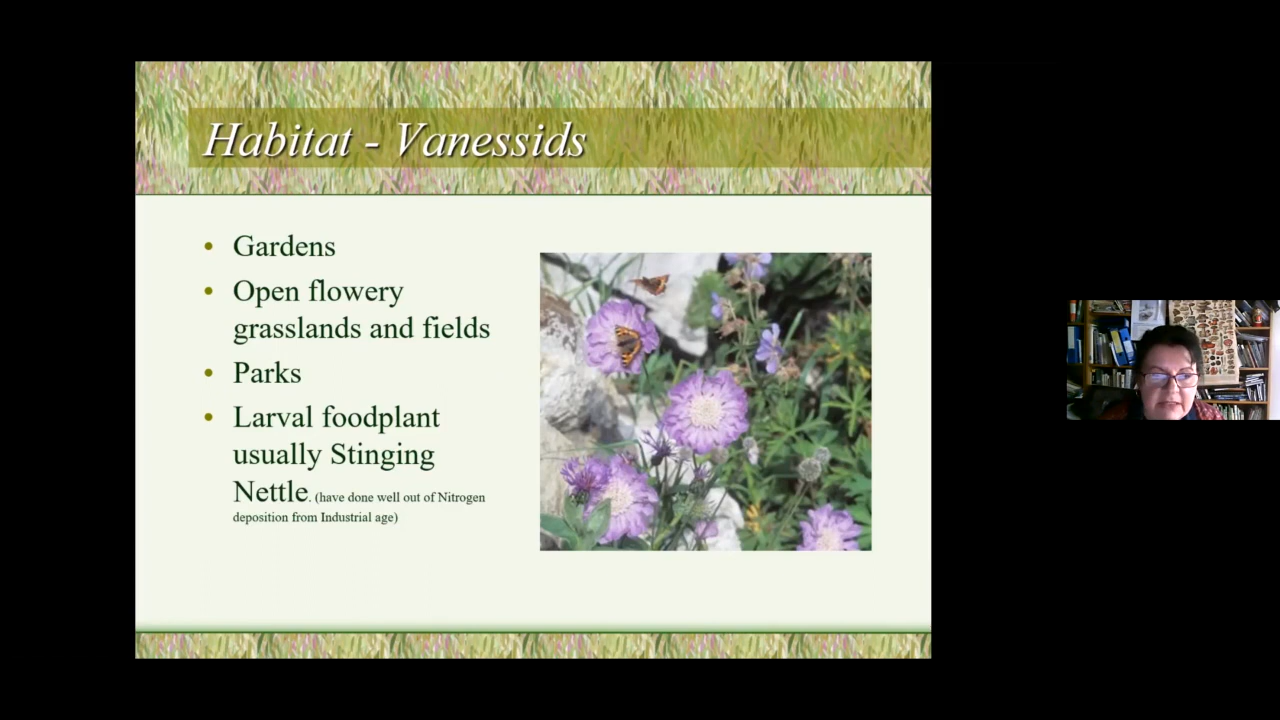 Habitat - Vanessids
• Gardens
• Open flowery
grasslands and fields
• Parks
• Larval foodplant
usually Stinging
Nettle. (have done well out of Nitrogen
deposition from Industrial age)